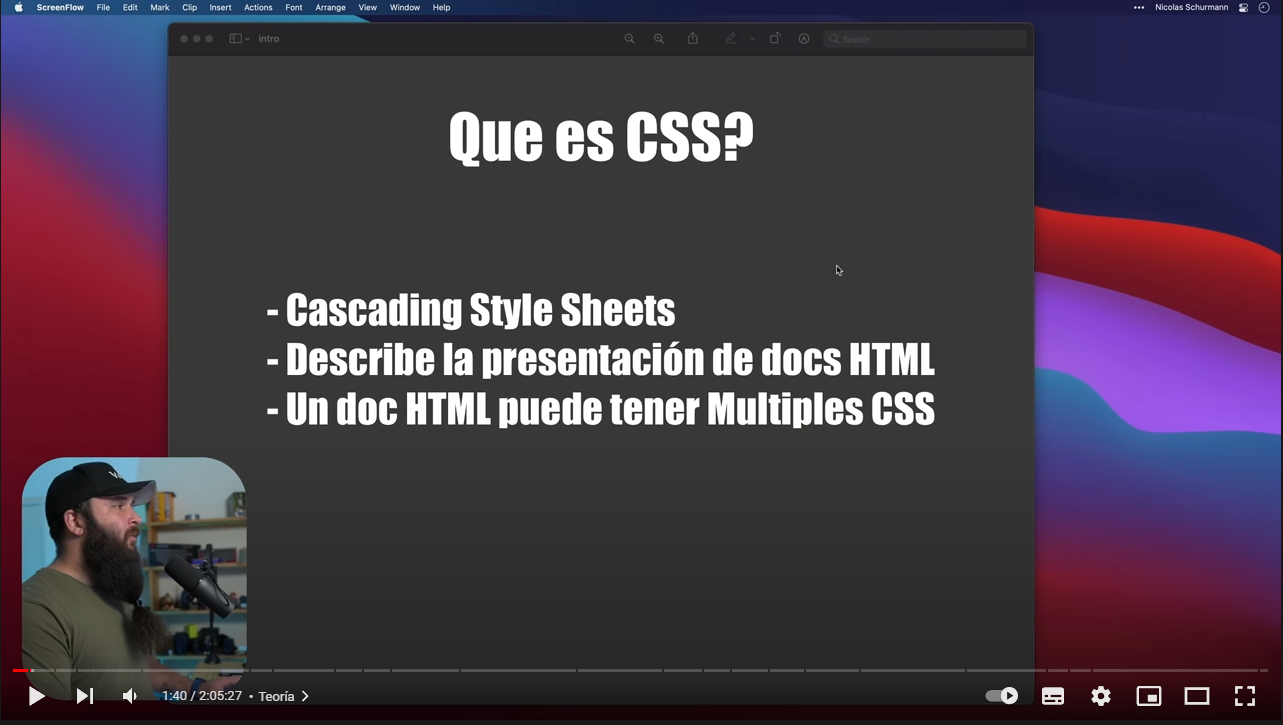 ScreenFlow File Edit Mark Clip Insert Actions Font Arrange View Window Help Nicolas Schurmann
intro Search
Que es CSS?
- Cascading Style Sheets
- Describe la presentación de docs HTML
- Un doc HTML puede tener Multiples CSS
1:40 / 2:05:27 • Teoría